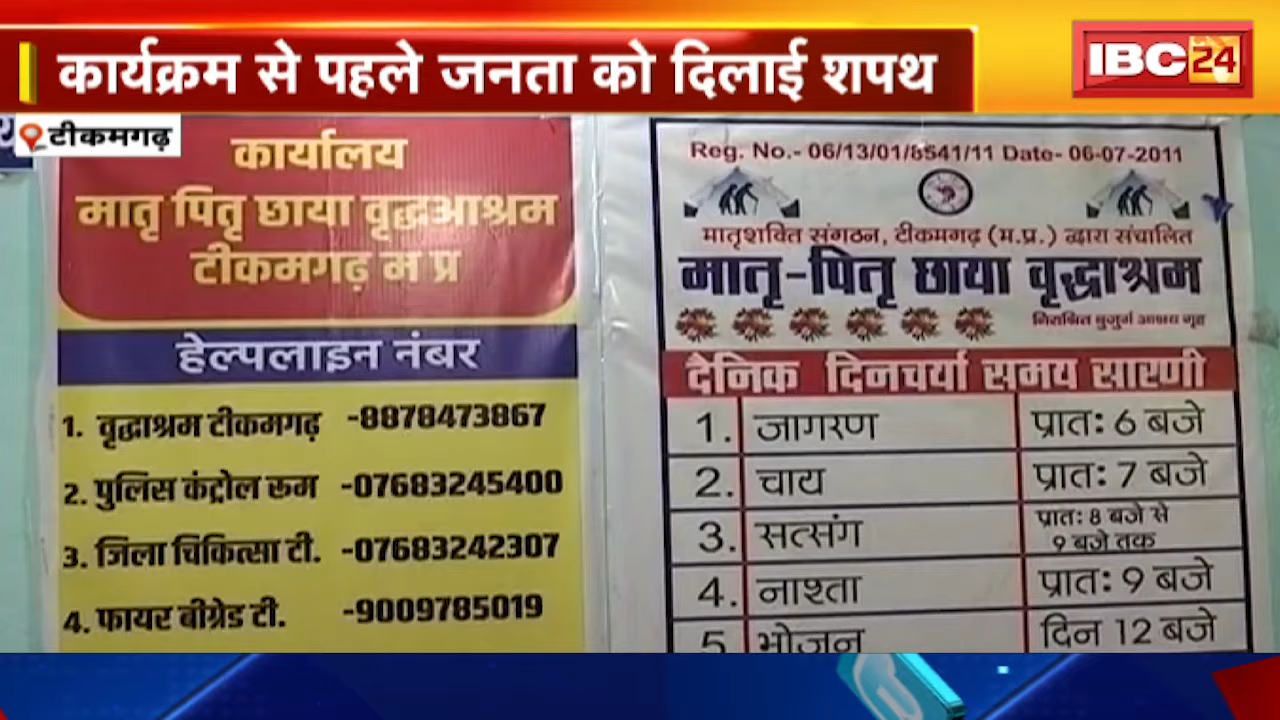 कार्यक्रम से पहले जनता को दिलाई शपथ
IBC24
टीकमगढ़
कार्यालय
मातृ पितृ छाया वृद्धआश्रम
टीकमगढ़ म प्र
हेल्पलाइन नंबर
1. वृद्धाश्रम टीकमगढ़ -8878473867
2. पुलिस कंट्रोल रूम -07683245400
3. जिला चिकित्सा टी. -07683242307
4. फायर बीग्रेड टी. -9009785019
Reg. No.- 06/13/01/8541/11 Date- 06-07-2011
मातृशक्ति संगठन, टीकमगढ़ (म.प्र.) द्वारा संचालित
मातृ-पितृ छाया वृद्धाश्रम
निराश्रित बुजुर्ग आश्रय गृह
दैनिक दिनचर्या समय सारणी
1. जागरण प्रातः 6 बजे
2. चाय प्रातः 7 बजे
3. सत्संग प्रातः 8 बजे से
9 बजे तक
4. नाश्ता प्रातः 9 बजे
5 भोजन दिन 12 बजे